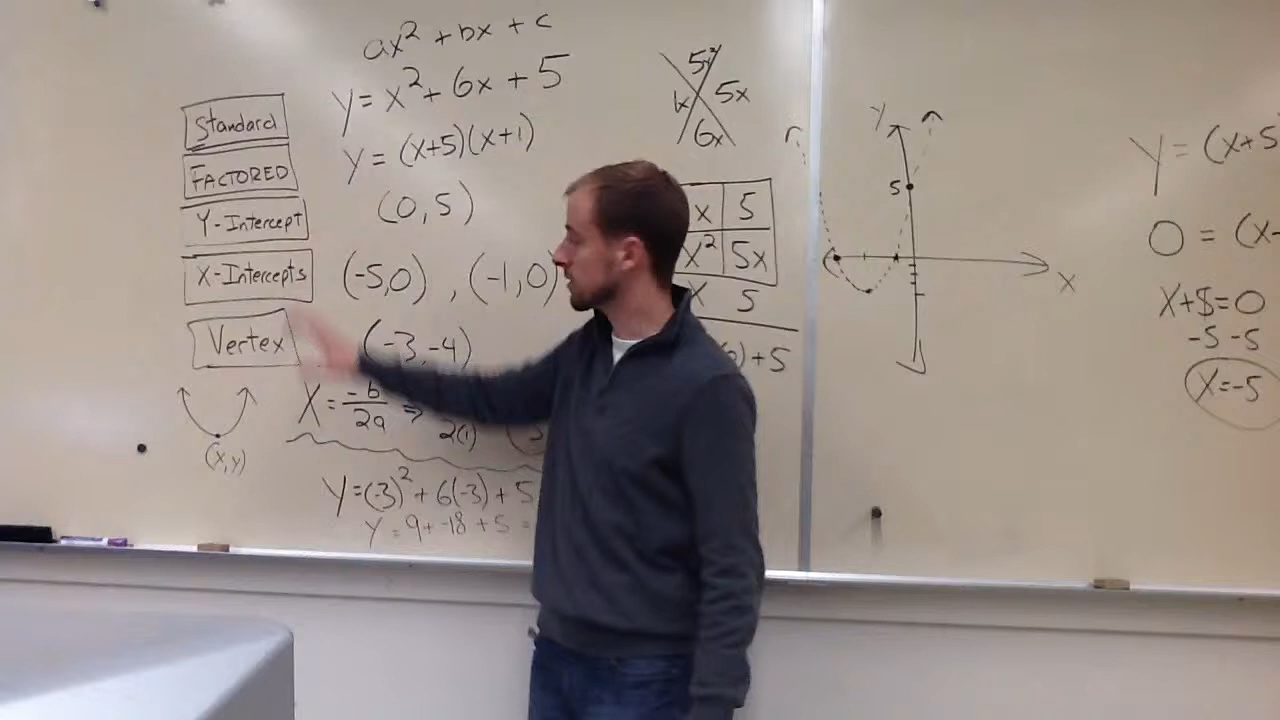 ax² + bx + c
Standard
y = x² + 6x + 5
FACTORED
y = (x+5)(x+1)
Y-Intercept
(0, 5)
X-Intercepts
(-5,0) , (-1,0)
Vertex
(-3,-4)
X = -b/2a ⇒
2(1)
(x,y)
Y=(-3)² + 6(-3) + 5
Y = 9 + -18 + 5 =
5x
6x
x 5
x² 5x
x 5
) + 5
Y
5
X
Y = (x+5
0 = (x
X+5=0
-5 -5
X=-5